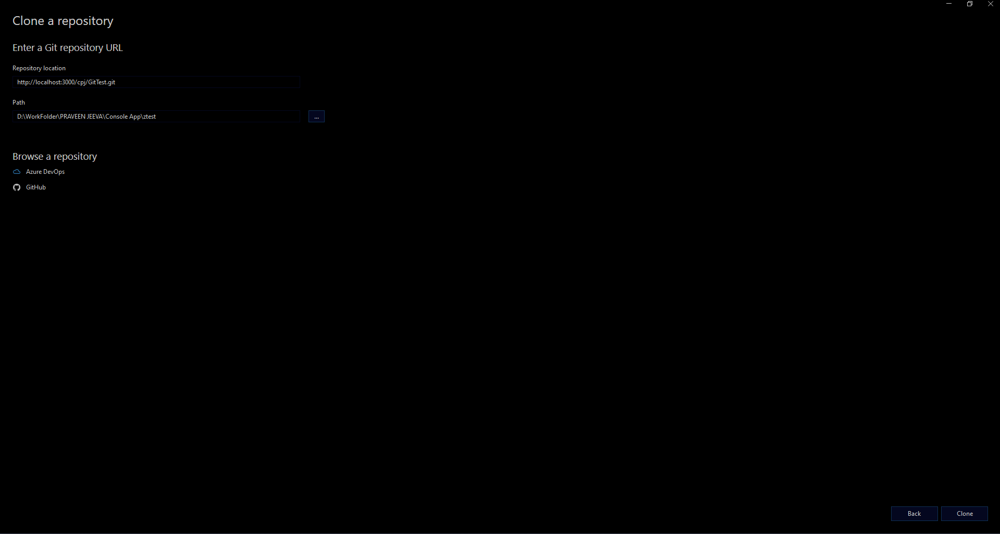 Clone a repository
Enter a Git repository URL
Repository location
http://localhost:3000/cpj/GitTest.git
Path
D:\WorkFolder\PRAVEEN JEEVA\Console App\ztest
...
Browse a repository
Azure DevOps
GitHub
Back
Clone